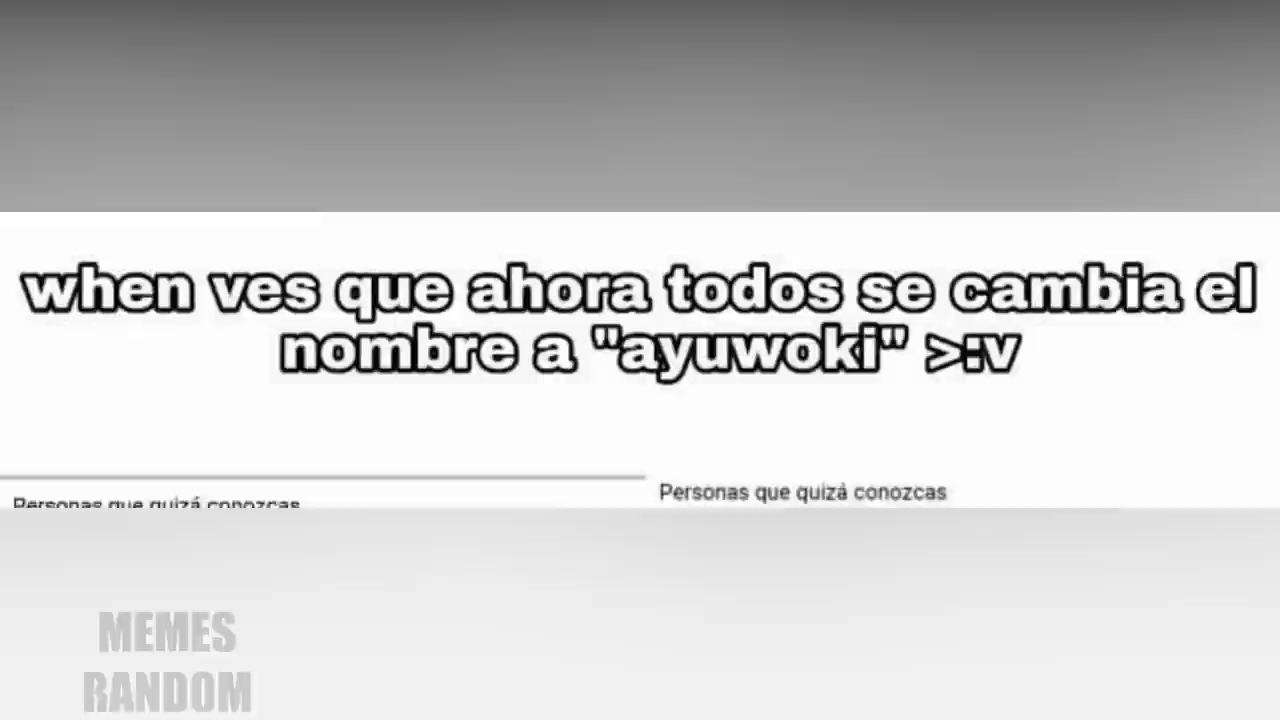 when ves que ahora todos se cambia el
nombre a "ayuwoki" >:v
Personas que quizá conozcas
Personas que quizá conozcas
MEMES
RANDOM